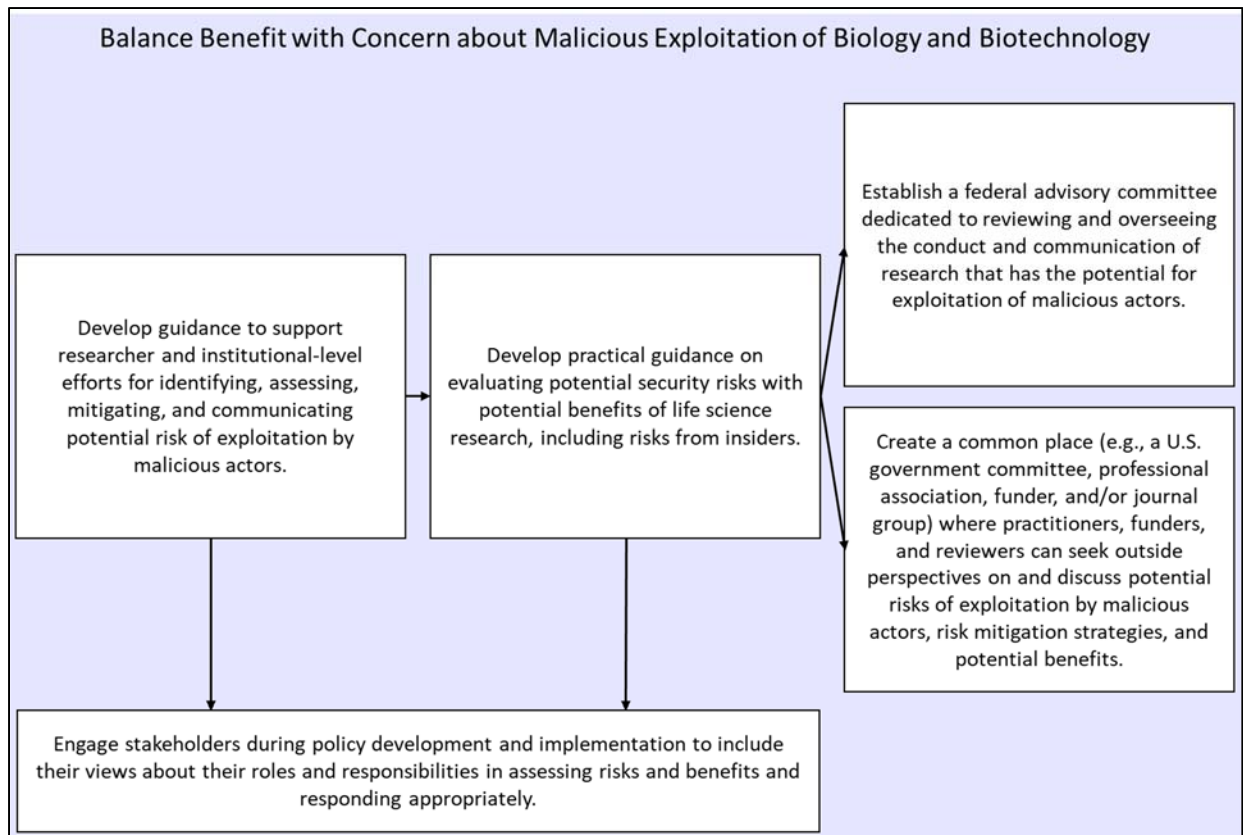 Balance Benefit with Concern about Malicious Exploitation of Biology and Biotechnology
Develop guidance to support
researcher and institutional-level
efforts for identifying, assessing,
mitigating, and communicating
potential risk of exploitation by
malicious actors.
Develop practical guidance on
evaluating potential security risks with
potential benefits of life science
research, including risks from insiders.
Establish a federal advisory committee
dedicated to reviewing and overseeing
the conduct and communication of
research that has the potential for
exploitation of malicious actors.
Create a common place (e.g., a U.S.
government committee, professional
association, funder, and/or journal
group) where practitioners, funders,
and reviewers can seek outside
perspectives on and discuss potential
risks of exploitation by malicious
actors, risk mitigation strategies, and
potential benefits.
Engage stakeholders during policy development and implementation to include
their views about their roles and responsibilities in assessing risks and benefits and
responding appropriately.